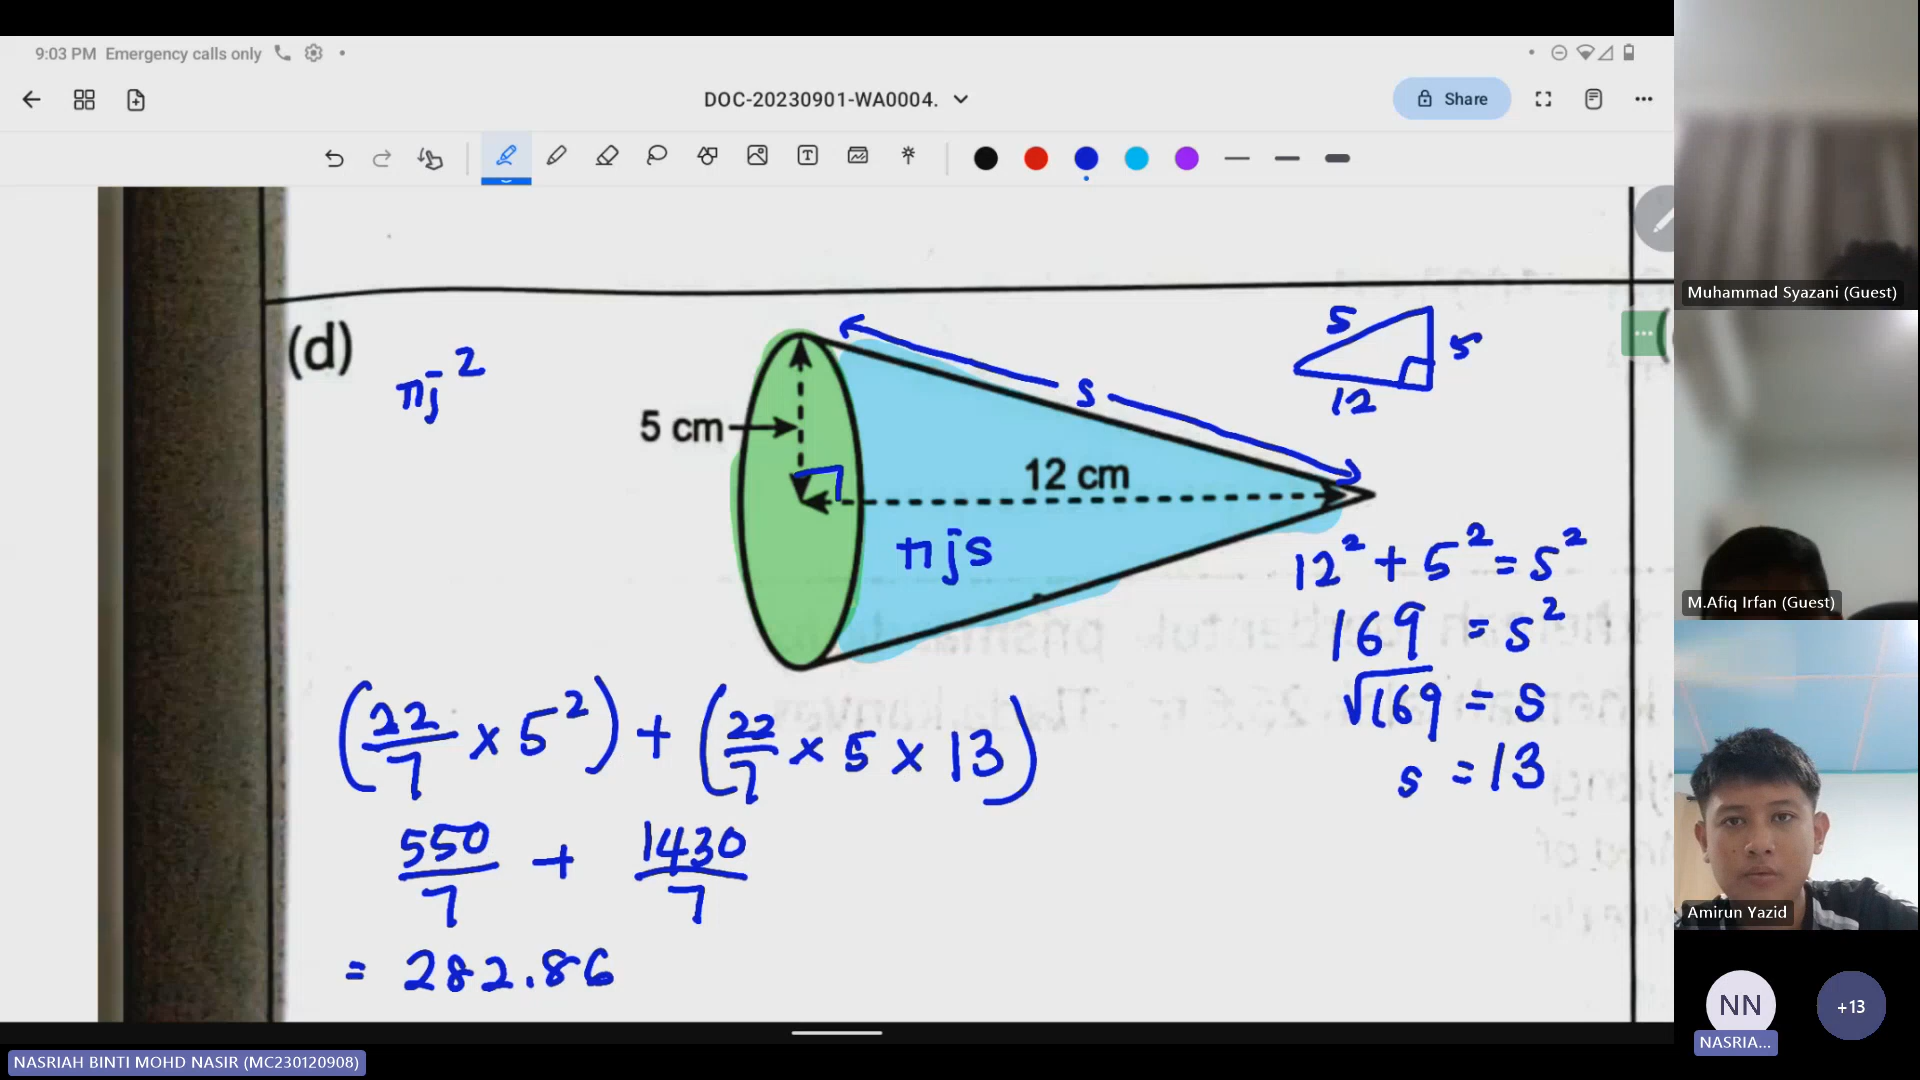 9:03 PM Emergency calls only
DOC-20230901-WA0004.
Share
Muhammad Syazani (Guest)
(d)
πj²
5 cm
s
12 cm
πjs
5
5
12
12² + 5² = s²
169 = s²
√169 = s
s = 13
M.Afiq Irfan (Guest)
(22/7 × 5²) + (22/7 × 5 × 13)
550/7 + 1430/7
= 282.86
Amirun Yazid
NN
NASRIA...
+13
NASRIAH BINTI MOHD NASIR (MC230120908)